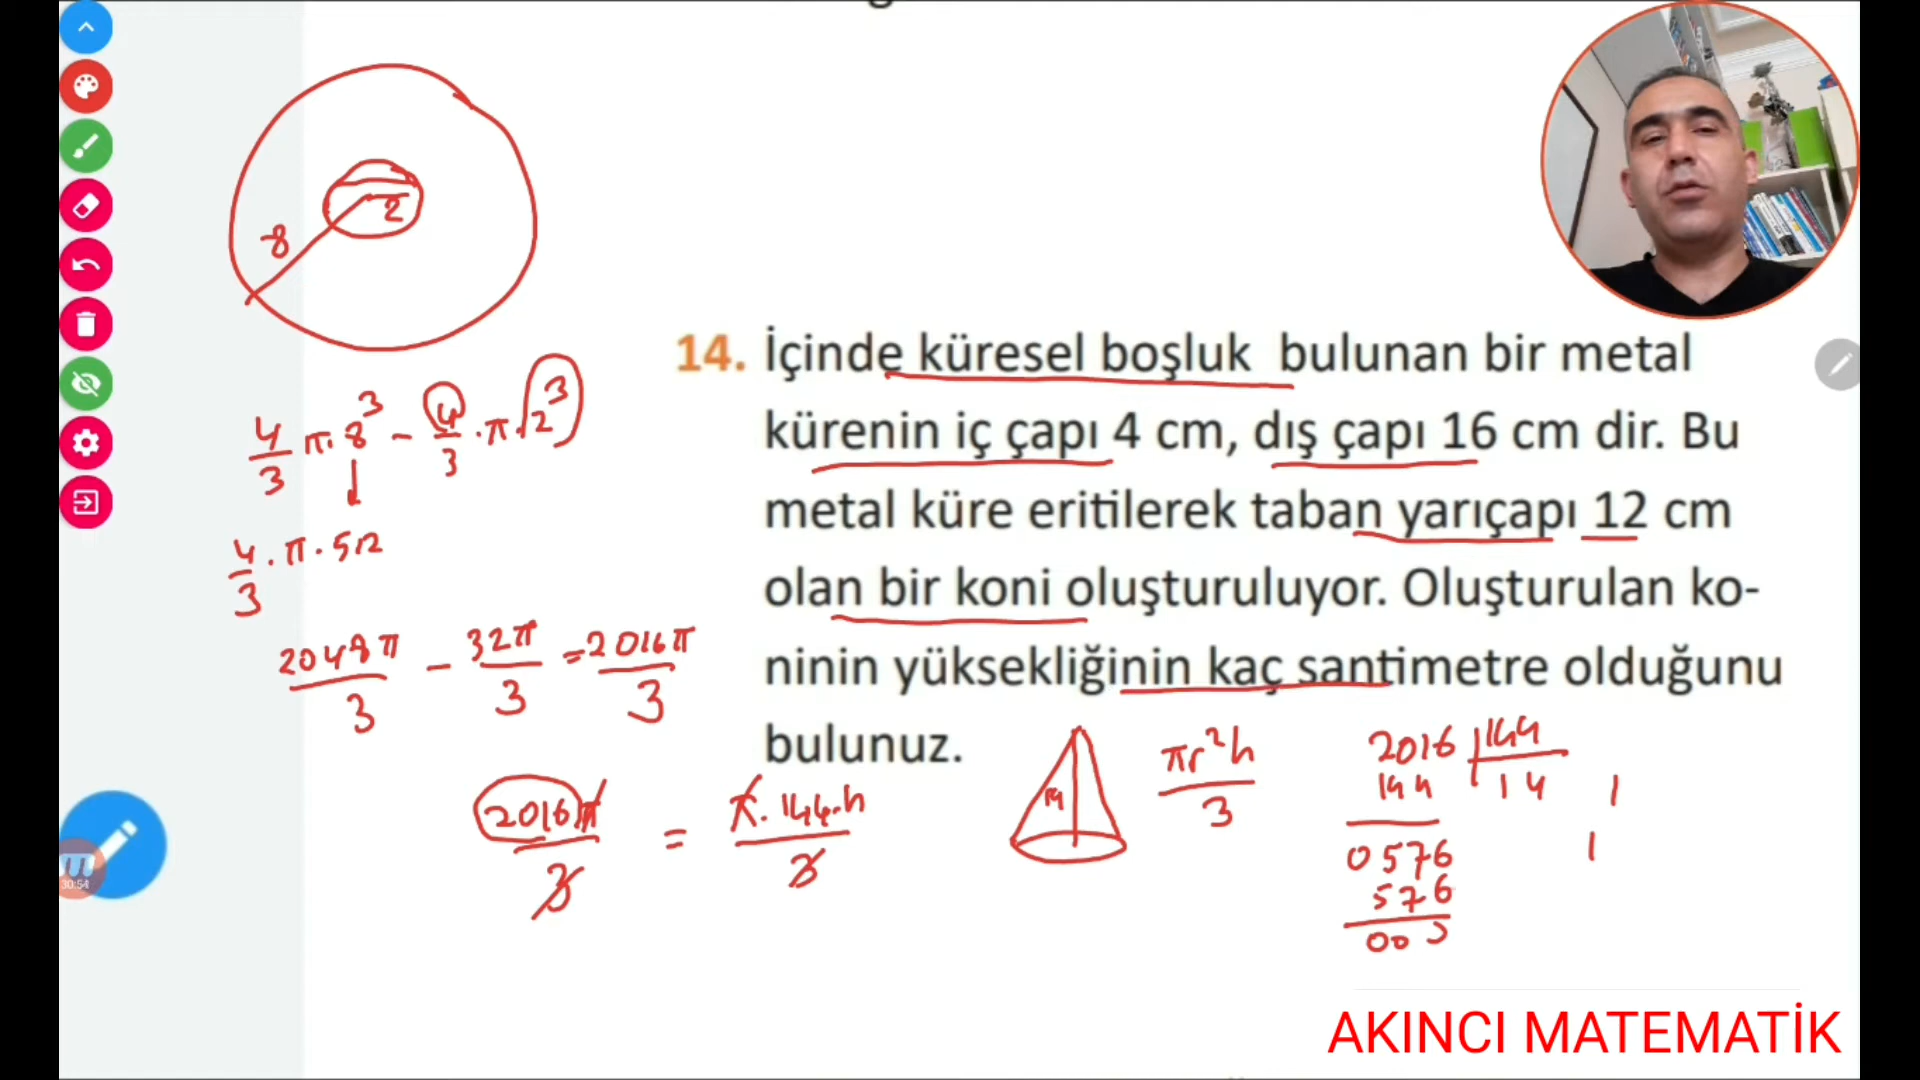 8
2
14. İçinde küresel boşluk bulunan bir metal
kürenin iç çapı 4 cm, dış çapı 16 cm dir. Bu
metal küre eritilerek taban yarıçapı 12 cm
olan bir koni oluşturuluyor. Oluşturulan ko-
ninin yüksekliğinin kaç santimetre olduğunu
bulunuz.
4/3 π. 8³ - 4/3 .π. 2³
4/3 . π . 512
2048π/3 - 32π/3 = 2016π/3
2016π/3 = π.144.h/3
14
πr²h/3
2016 144
144 14
0576
576
000
30:54
AKINCI MATEMATİK